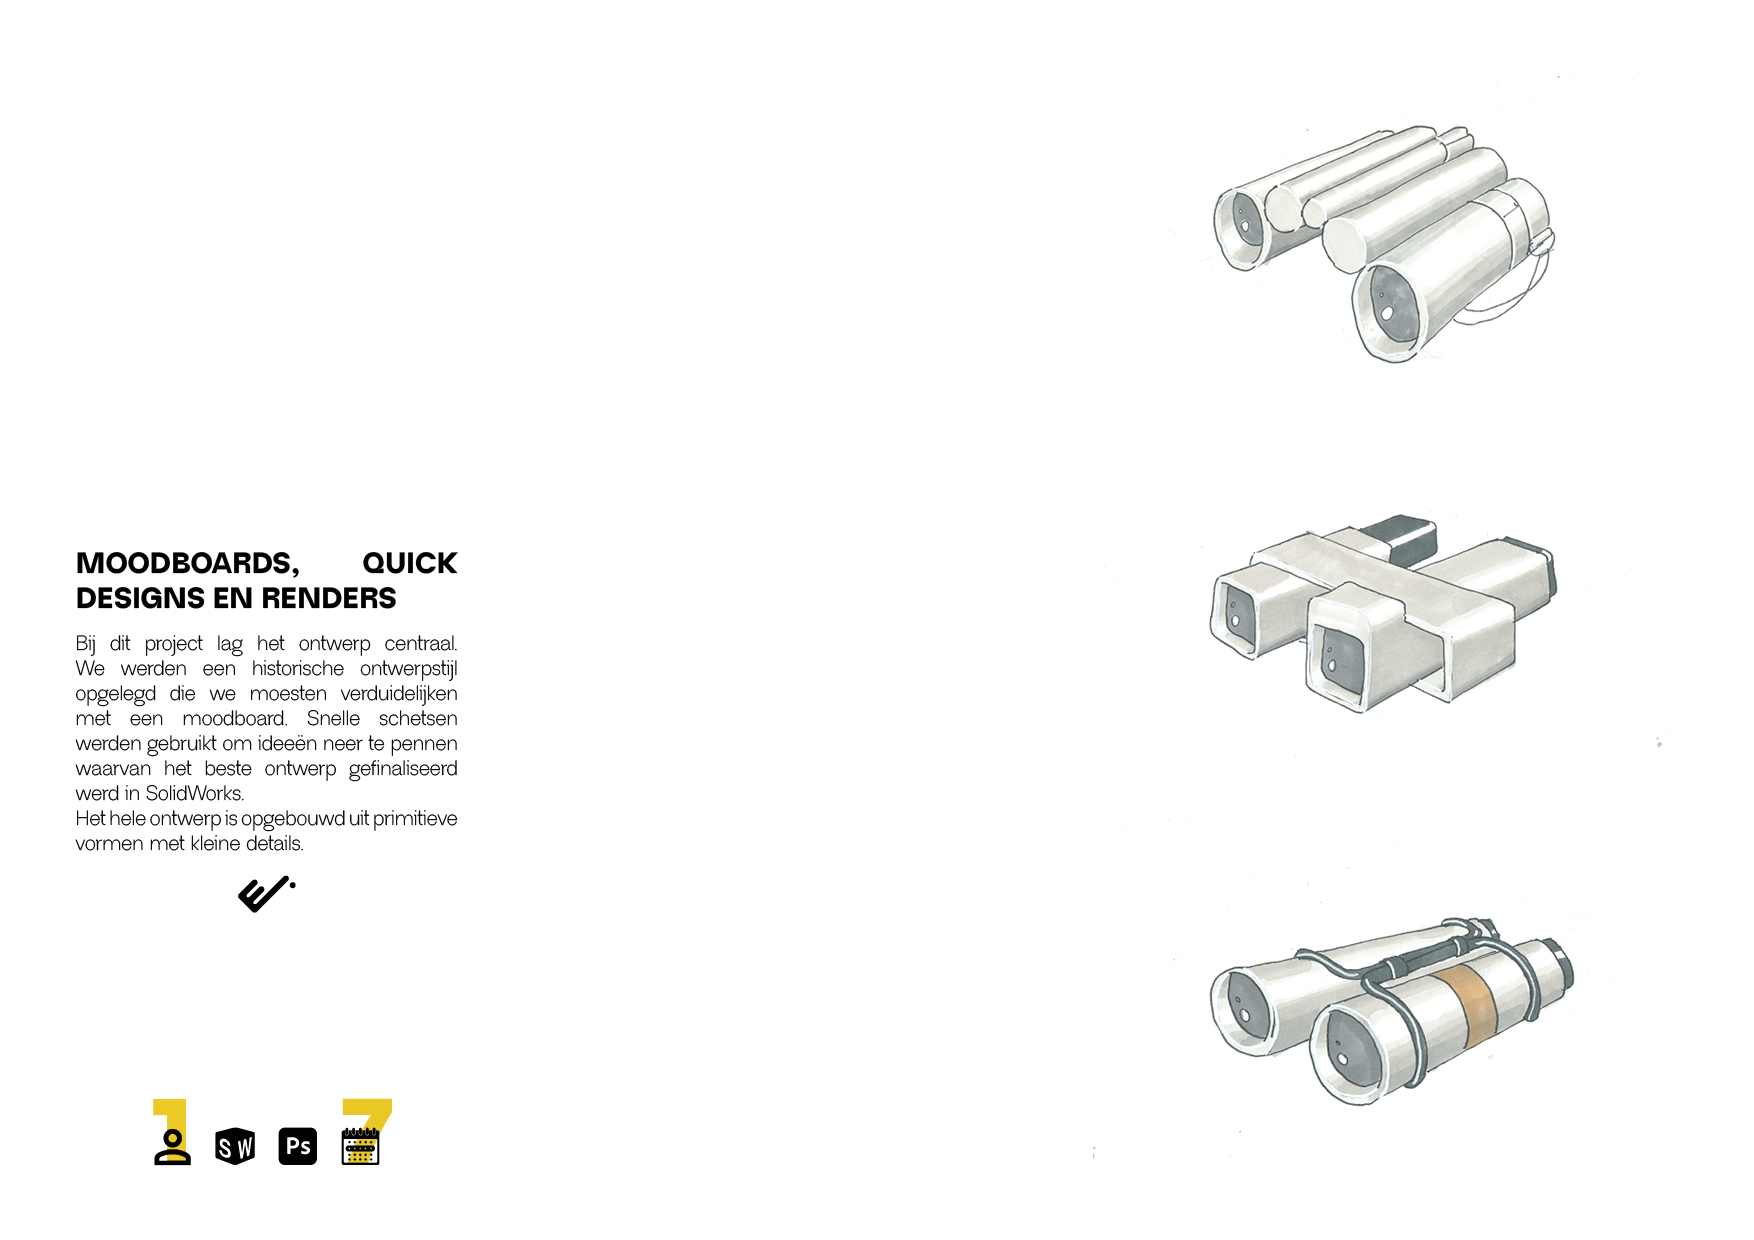 MOODBOARDS, QUICK
DESIGNS EN RENDERS
Bij dit project lag het ontwerp centraal.
We werden een historische ontwerpstijl
opgelegd die we moesten verduidelijken
met een moodboard. Snelle schetsen
werden gebruikt om ideeën neer te pennen
waarvan het beste ontwerp gefinaliseerd
werd in SolidWorks.
Het hele ontwerp is opgebouwd uit primitieve
vormen met kleine details.
1 SW Ps 7